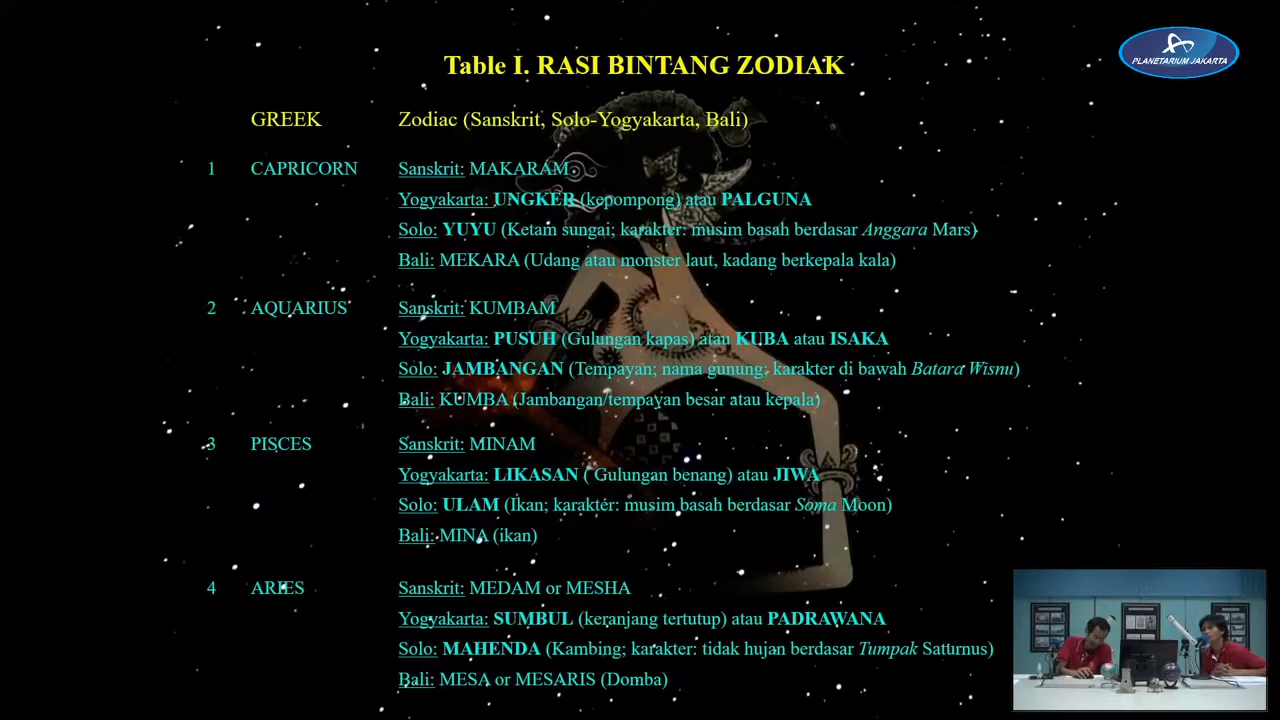 Table I. RASI BINTANG ZODIAK
PLANETARIUM JAKARTA
GREEK Zodiac (Sanskrit, Solo-Yogyakarta, Bali)
1 CAPRICORN Sanskrit: MAKARAM
Yogyakarta: UNGKER (kepompong) atau PALGUNA
Solo: YUYU (Ketam sungai; karakter: musim basah berdasar Anggara Mars)
Bali: MEKARA (Udang atau monster laut, kadang berkepala kala)
2 AQUARIUS Sanskrit: KUMBAM
Yogyakarta: PUSUH (Gulungan kapas) atau KUBA atau ISAKA
Solo: JAMBANGAN (Tempayan; nama gunung: karakter di bawah Batara Wisnu)
Bali: KUMBA (Jambangan/tempayan besar atau kepala)
3 PISCES Sanskrit: MINAM
Yogyakarta: LIKASAN ( Gulungan benang) atau JIWA
Solo: ULAM (Ikan; karakter: musim basah berdasar Soma Moon)
Bali: MINA (ikan)
4 ARIES Sanskrit: MEDAM or MESHA
Yogyakarta: SUMBUL (keranjang tertutup) atau PADRAWANA
Solo: MAHENDA (Kambing; karakter: tidak hujan berdasar Tumpak Saturnus)
Bali: MESA or MESARIS (Domba)